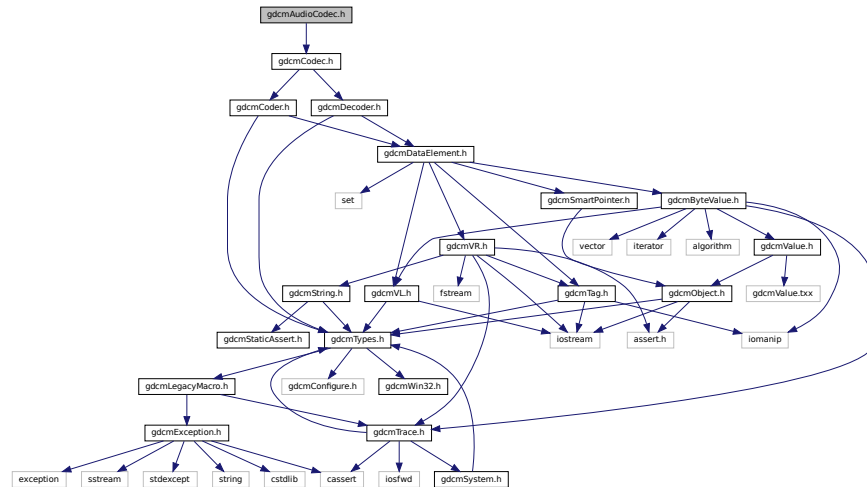 gdcmAudioCodec.h
gdcmCodec.h
gdcmCoder.h
gdcmDecoder.h
gdcmDataElement.h
set
gdcmSmartPointer.h
gdcmByteValue.h
gdcmVR.h
vector
iterator
algorithm
gdcmValue.h
gdcmString.h
gdcmVL.h
fstream
gdcmTag.h
gdcmObject.h
gdcmValue.txx
gdcmStaticAssert.h
gdcmTypes.h
iostream
assert.h
iomanip
gdcmLegacyMacro.h
gdcmConfigure.h
gdcmWin32.h
gdcmException.h
gdcmTrace.h
exception
sstream
stdexcept
string
cstdlib
cassert
iosfwd
gdcmSystem.h